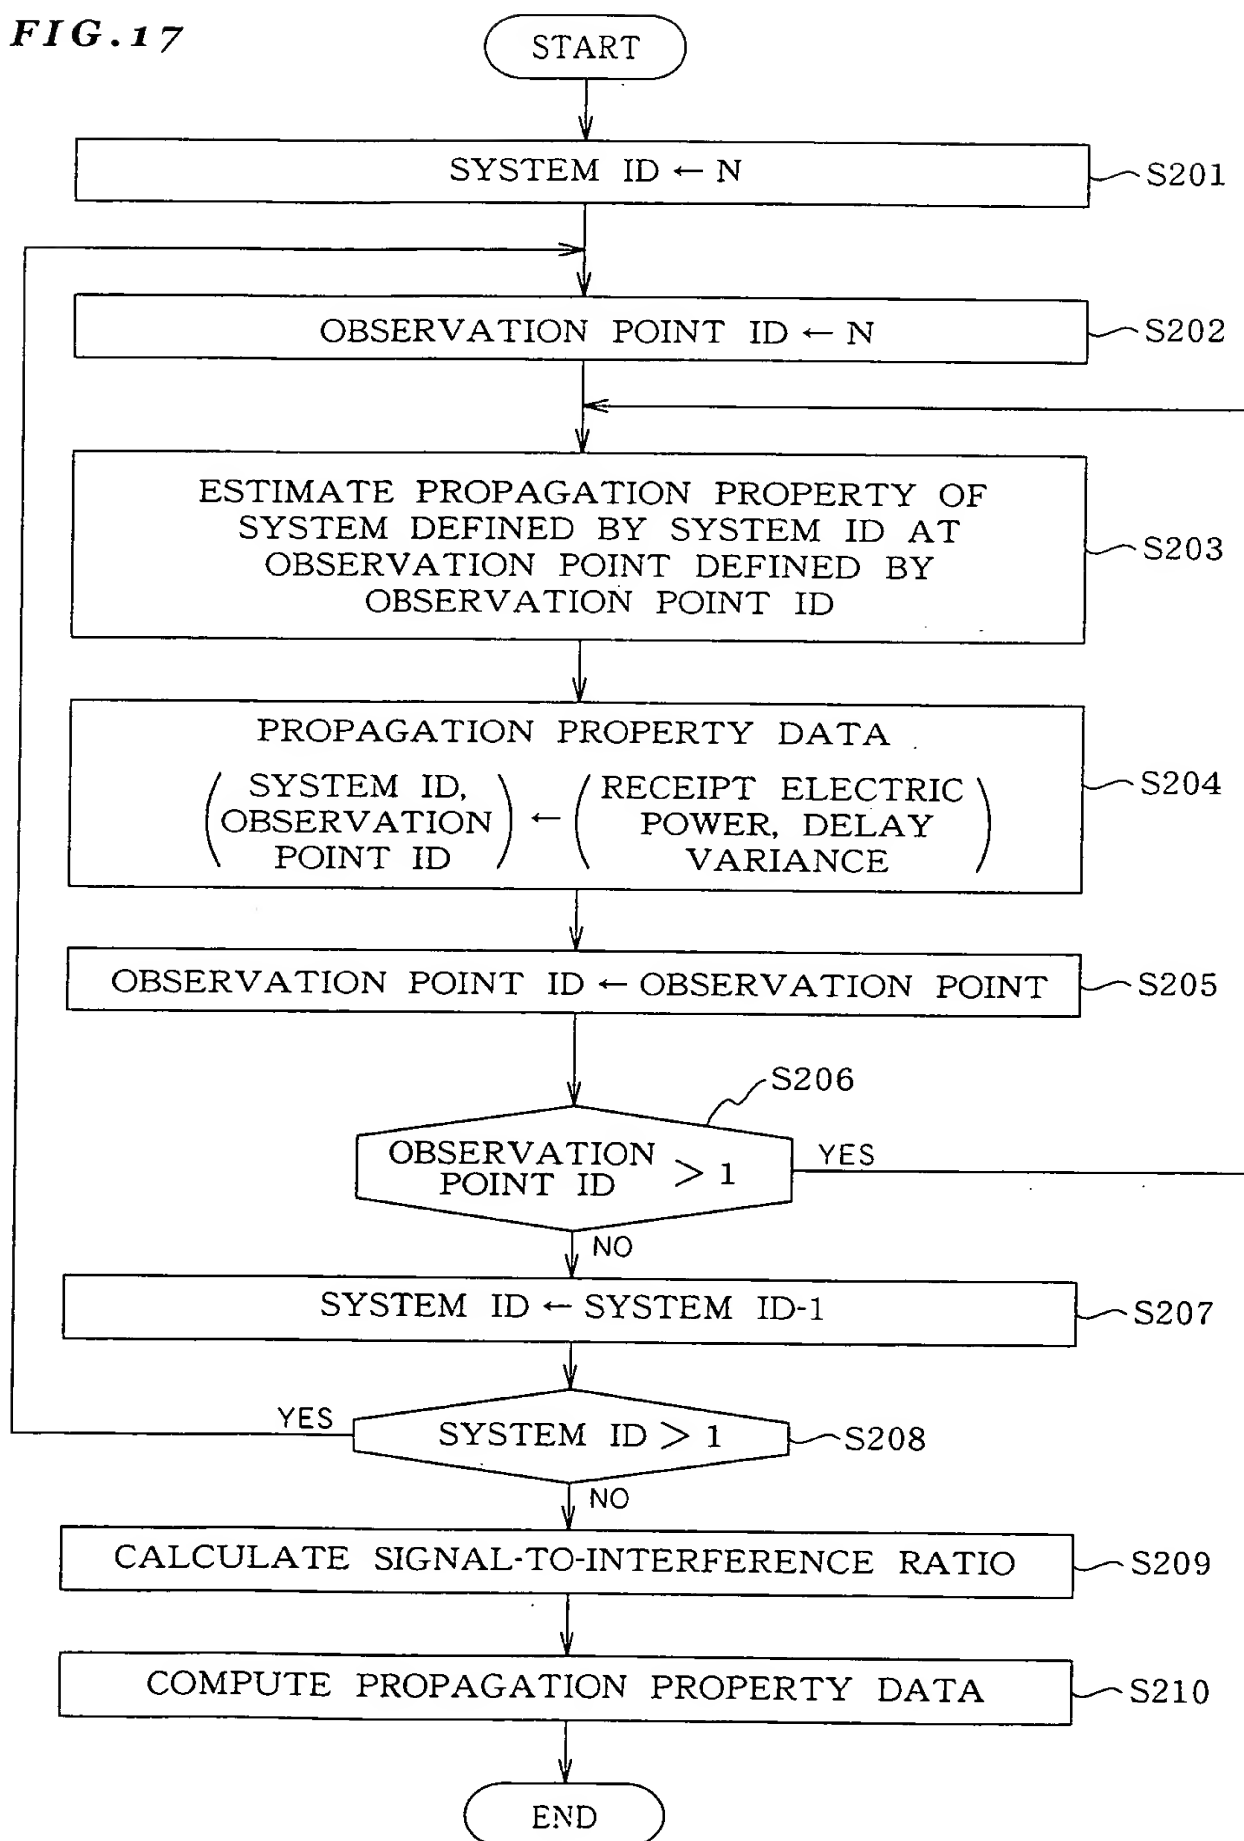 FIG.17
START
SYSTEM ID ← N
S201
OBSERVATION POINT ID ← N
S202
ESTIMATE PROPAGATION PROPERTY OF
SYSTEM DEFINED BY SYSTEM ID AT
OBSERVATION POINT DEFINED BY
OBSERVATION POINT ID
S203
PROPAGATION PROPERTY DATA
(SYSTEM ID, OBSERVATION POINT ID) ← (RECEIPT ELECTRIC POWER, DELAY VARIANCE)
S204
OBSERVATION POINT ID ← OBSERVATION POINT
S205
S206
OBSERVATION POINT ID > 1
YES
NO
SYSTEM ID ← SYSTEM ID-1
S207
YES
SYSTEM ID > 1
S208
NO
CALCULATE SIGNAL-TO-INTERFERENCE RATIO
S209
COMPUTE PROPAGATION PROPERTY DATA
S210
END